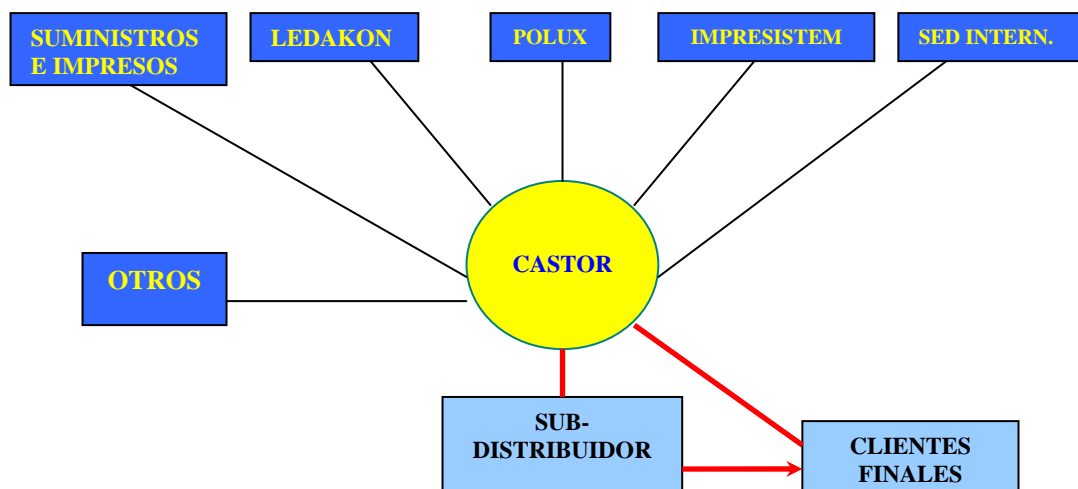 SUMINISTROS
E IMPRESOS
LEDAKON
POLUX
IMPRESISTEM
SED INTERN.
OTROS
CASTOR
SUB-
DISTRIBUIDOR
CLIENTES
FINALES